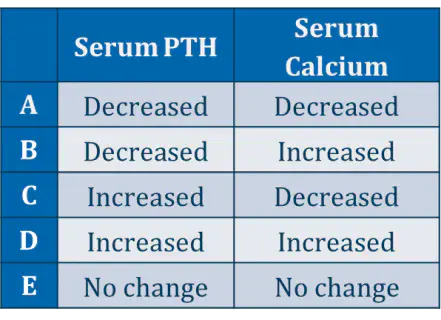 Serum PTH Serum
Calcium
A Decreased Decreased
B Decreased Increased
C Increased Decreased
D Increased Increased
E No change No change